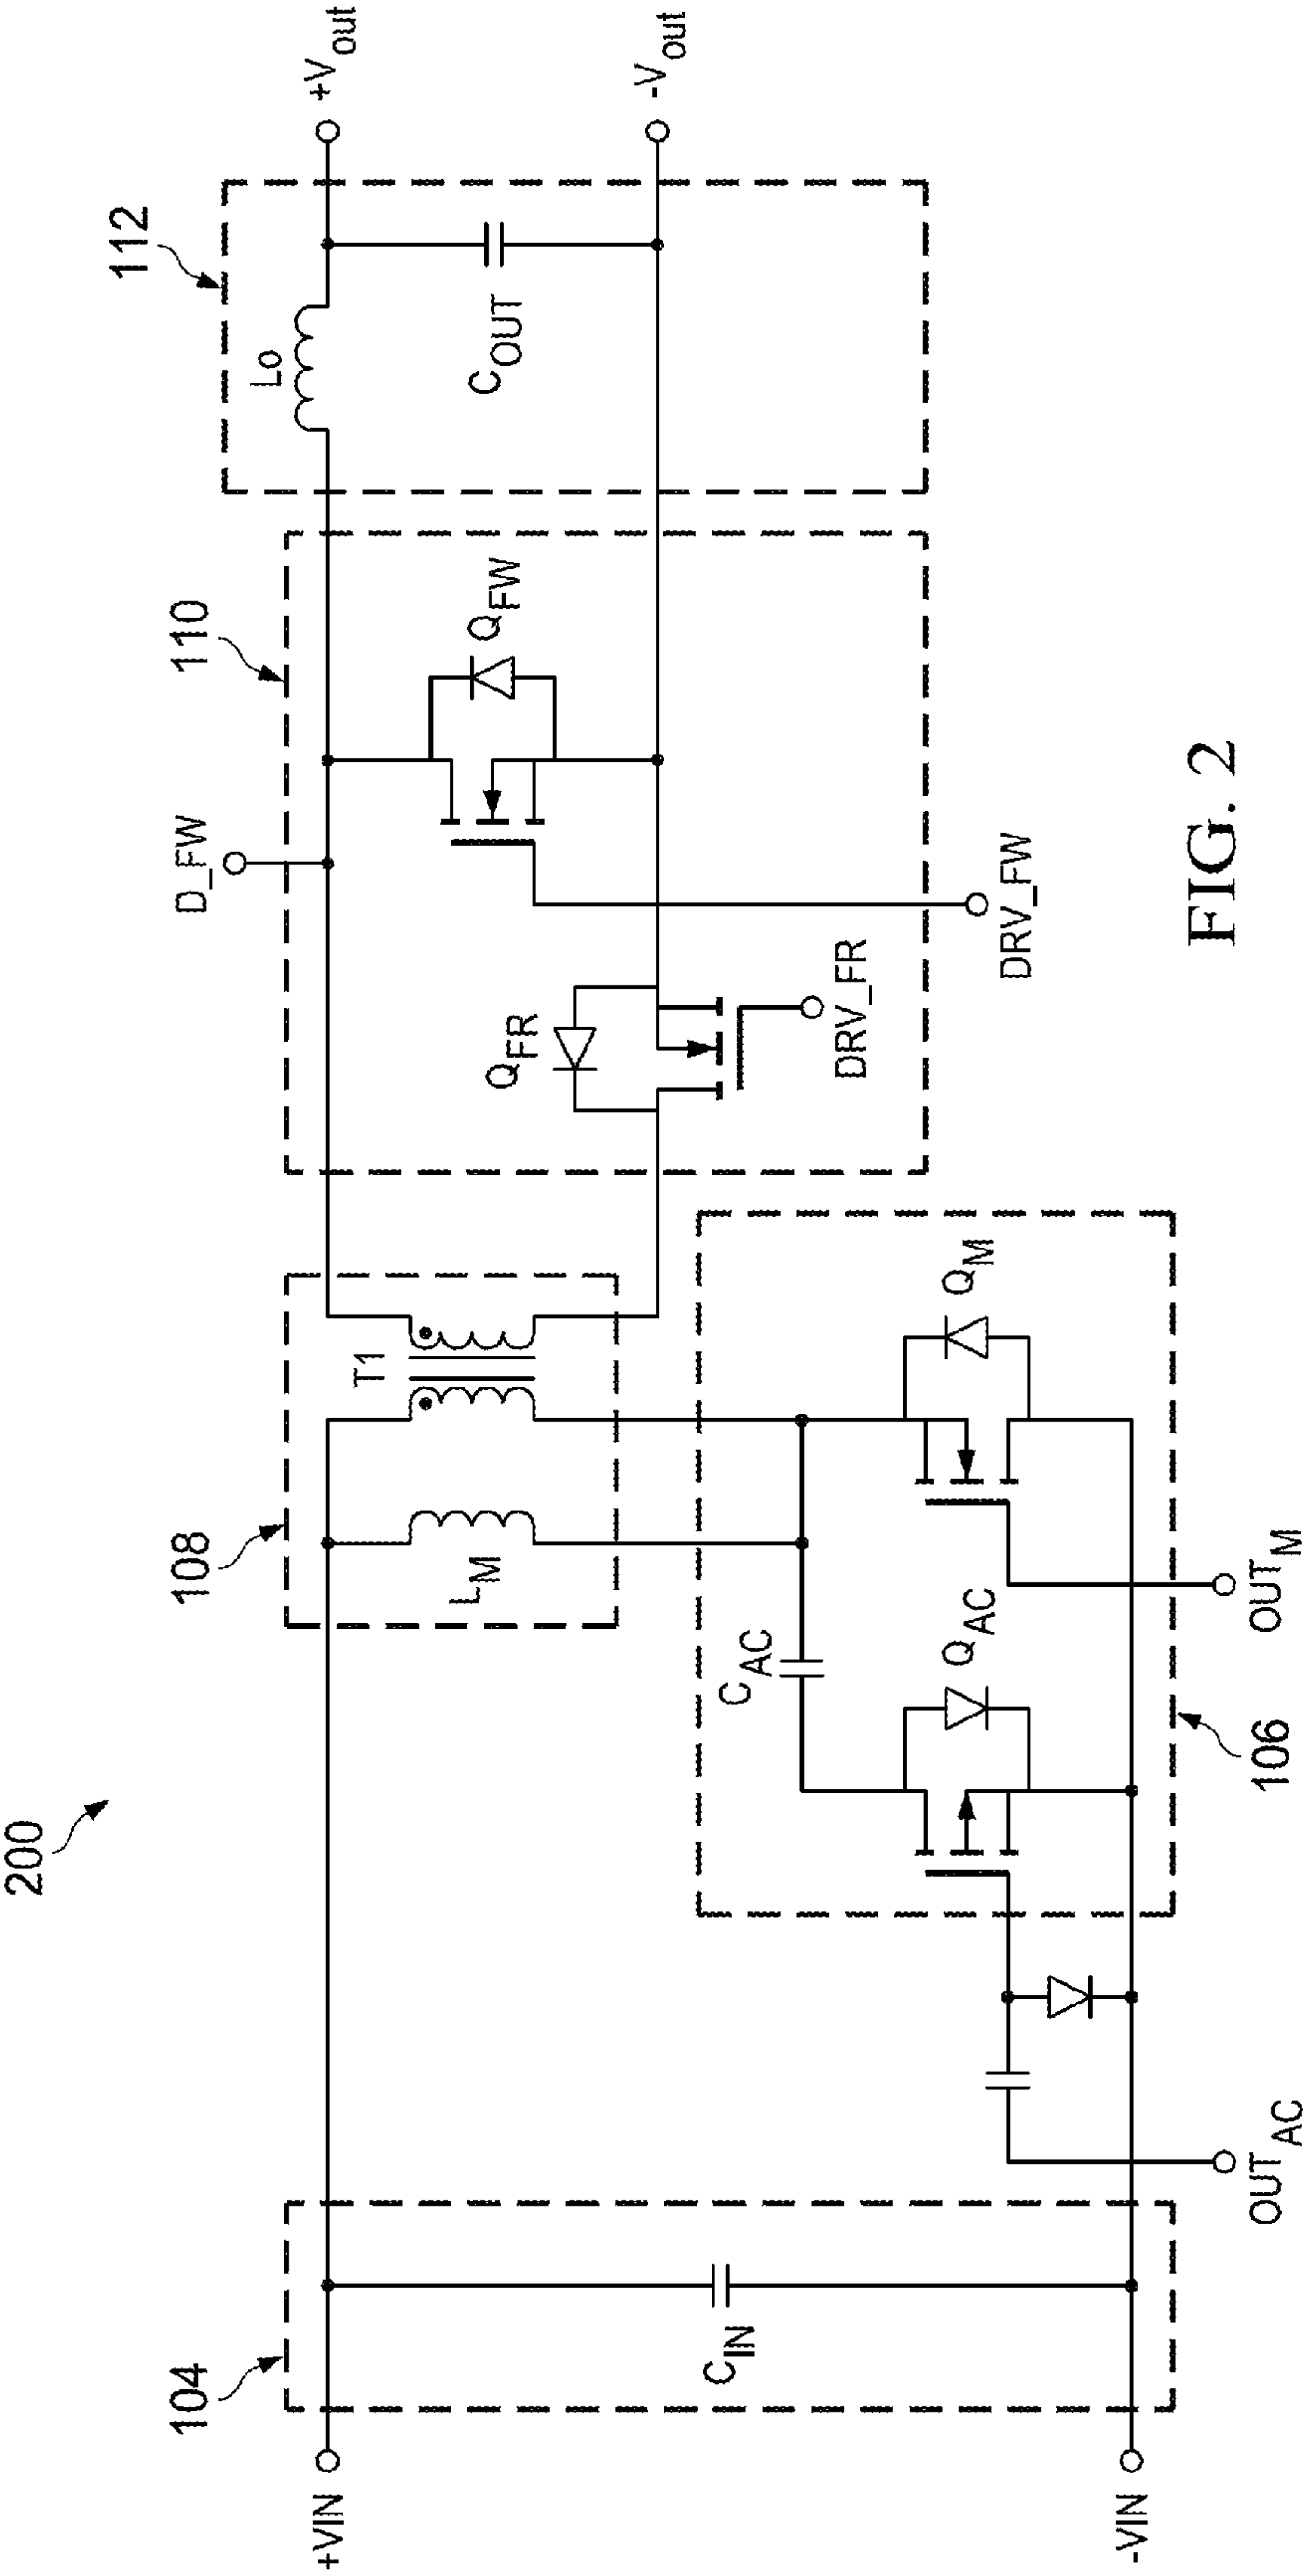 200
104
108
110
112
+VIN
-VIN
C_IN
OUT_AC
L_M
T1
C_AC
Q_AC
Q_M
OUT_M
106
D_FW
Q_FR
DRV_FR
Q_FW
DRV_FW
Lo
C_OUT
+V_out
-V_out
FIG. 2